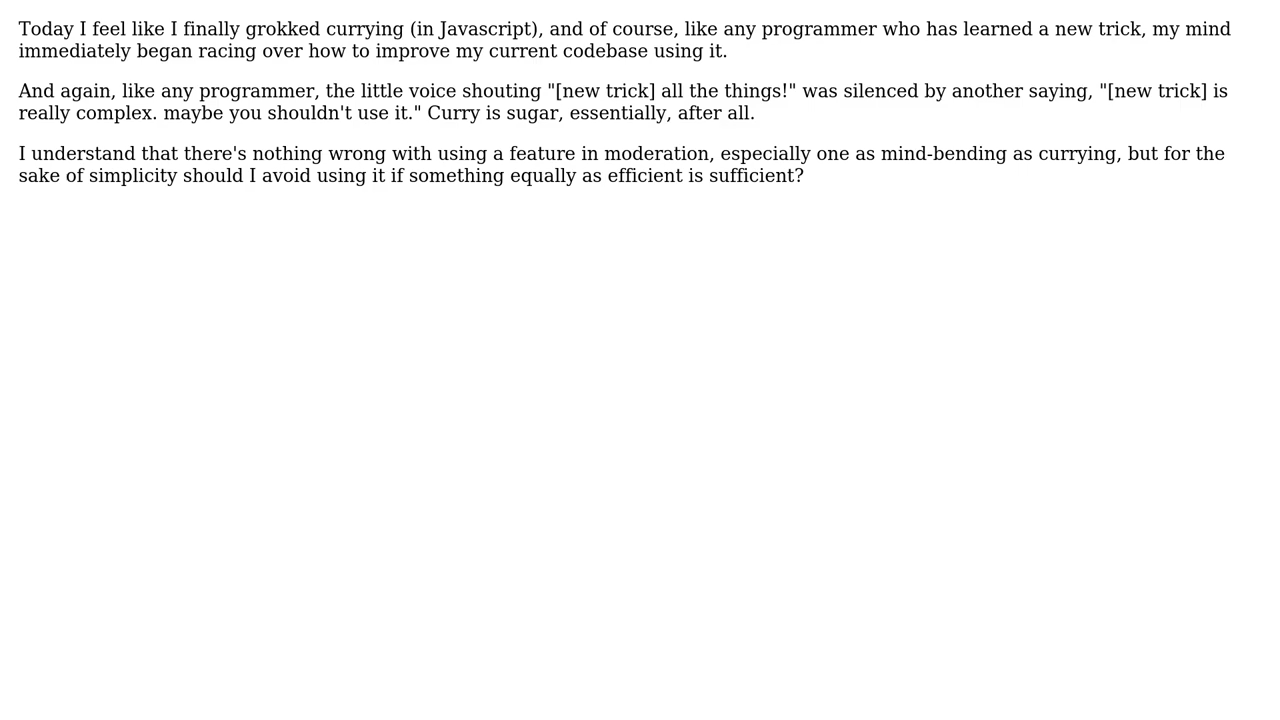 Today I feel like I finally grokked currying (in Javascript), and of course, like any programmer who has learned a new trick, my mind
immediately began racing over how to improve my current codebase using it.
And again, like any programmer, the little voice shouting "[new trick] all the things!" was silenced by another saying, "[new trick] is
really complex. maybe you shouldn't use it." Curry is sugar, essentially, after all.
I understand that there's nothing wrong with using a feature in moderation, especially one as mind-bending as currying, but for the
sake of simplicity should I avoid using it if something equally as efficient is sufficient?